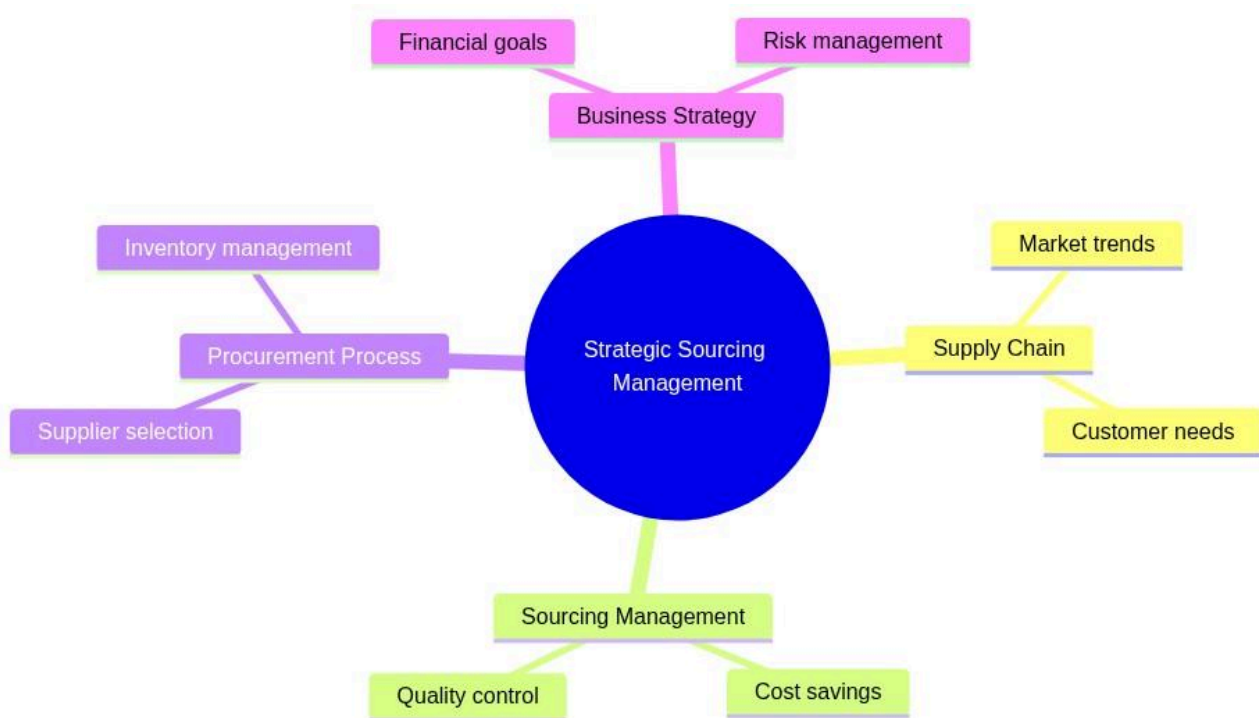 Financial goals
Risk management
Business Strategy
Inventory management
Market trends
Procurement Process
Strategic Sourcing
Management
Supply Chain
Supplier selection
Customer needs
Sourcing Management
Quality control
Cost savings